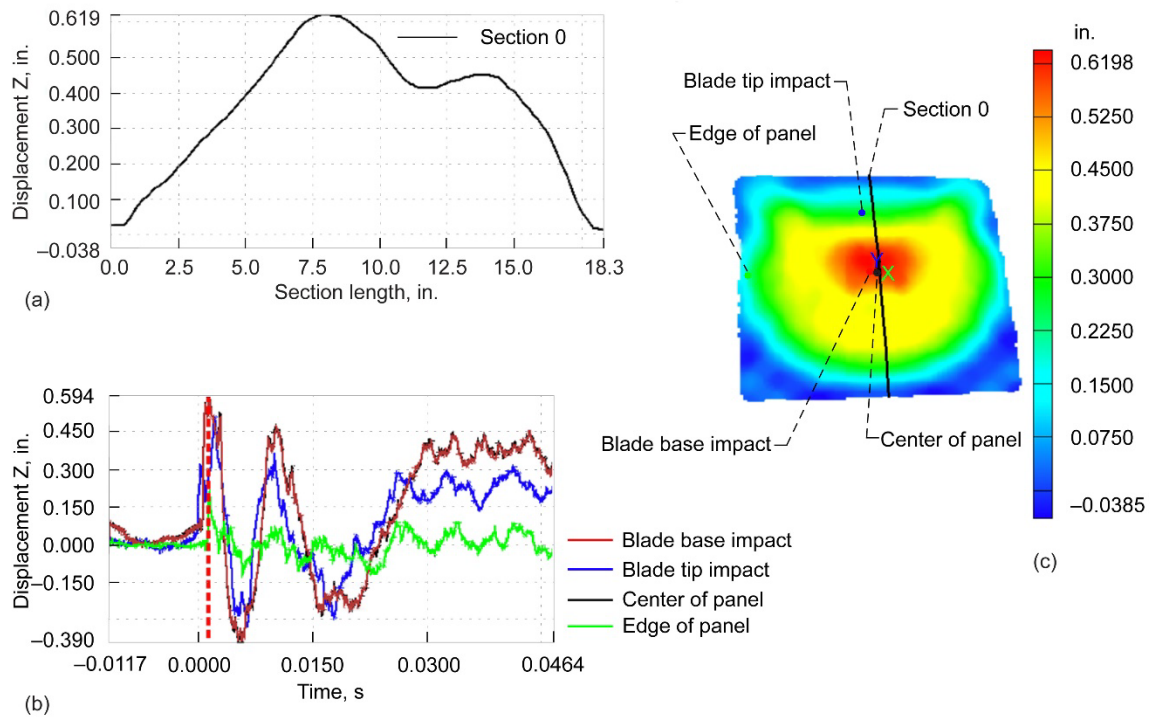 0.619
0.500
0.400
0.300
0.200
0.100
−0.038
Displacement Z, in.
Section 0
0.0
2.5
5.0
7.5
10.0
12.5
15.0
18.3
Section length, in.
(a)
0.594
0.450
0.300
0.150
0.000
−0.150
−0.390
Displacement Z, in.
−0.0117
0.0000
0.0150
0.0300
0.0464
Time, s
(b)
Blade base impact
Blade tip impact
Center of panel
Edge of panel
Blade tip impact
Section 0
Edge of panel
Blade base impact
Center of panel
X
in.
0.6198
0.5250
0.4500
0.3750
0.3000
0.2250
0.1500
0.0750
−0.0385
(c)